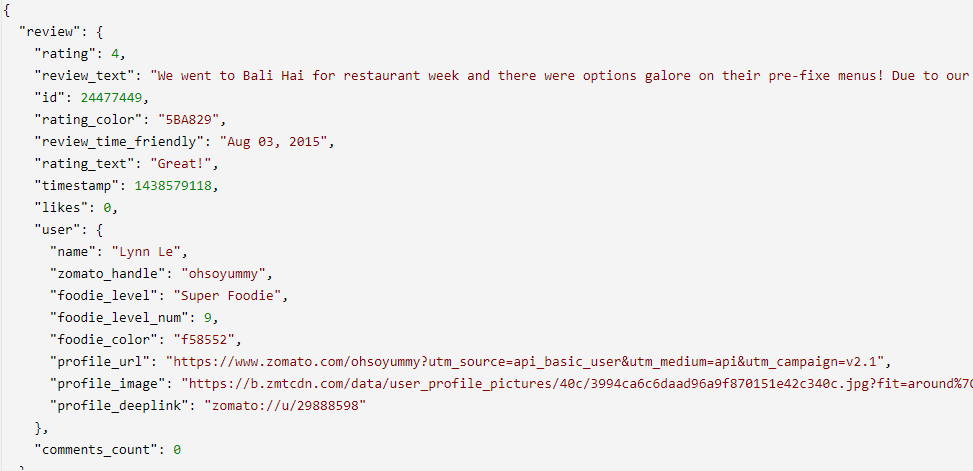 {
  "review": {
    "rating": 4,
    "review_text": "We went to Bali Hai for restaurant week and there were options galore on their pre-fixe menus! Due to our
    "id": 24477449,
    "rating_color": "5BA829",
    "review_time_friendly": "Aug 03, 2015",
    "rating_text": "Great!",
    "timestamp": 1438579118,
    "likes": 0,
    "user": {
      "name": "Lynn Le",
      "zomato_handle": "ohsoyummy",
      "foodie_level": "Super Foodie",
      "foodie_level_num": 9,
      "foodie_color": "f58552",
      "profile_url": "https://www.zomato.com/ohsoyummy?utm_source=api_basic_user&utm_medium=api&utm_campaign=v2.1",
      "profile_image": "https://b.zmtcdn.com/data/user_profile_pictures/40c/3994ca6c6daad96a9f870151e42c340c.jpg?fit=around%7C
      "profile_deeplink": "zomato://u/29888598"
    },
    "comments_count": 0